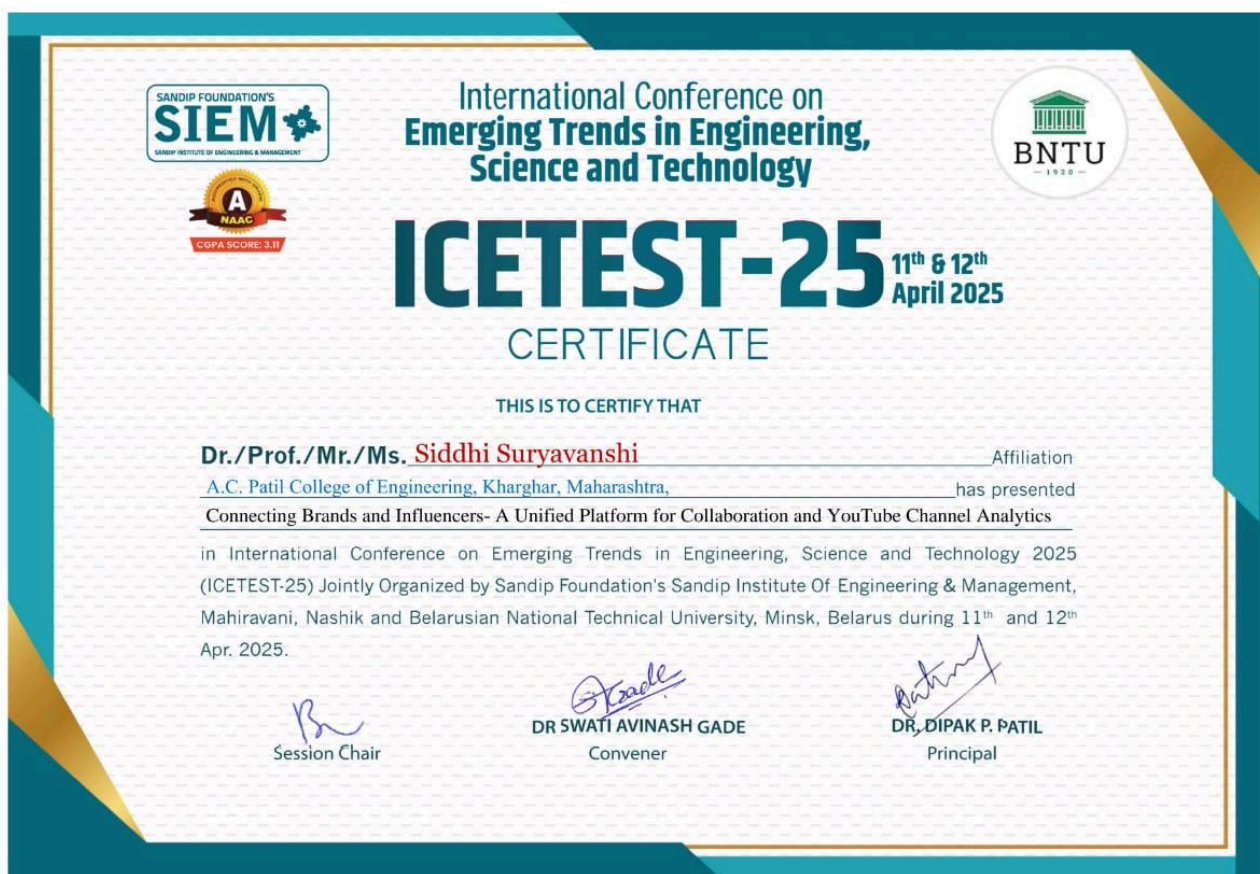 SANDIP FOUNDATION'S
SIEM
SANDIP INSTITUTE OF ENGINEERING & MANAGEMENT
A
NAAC
CGPA SCORE: 3.11
International Conference on
Emerging Trends in Engineering,
Science and Technology
BNTU
– 1920 –
ICETEST-25
11th & 12th
April 2025
CERTIFICATE
THIS IS TO CERTIFY THAT
Dr./Prof./Mr./Ms. Siddhi Suryavanshi Affiliation
A.C. Patil College of Engineering, Kharghar, Maharashtra, has presented
Connecting Brands and Influencers- A Unified Platform for Collaboration and YouTube Channel Analytics
in International Conference on Emerging Trends in Engineering, Science and Technology 2025
(ICETEST-25) Jointly Organized by Sandip Foundation's Sandip Institute Of Engineering & Management,
Mahiravani, Nashik and Belarusian National Technical University, Minsk, Belarus during 11th and 12th
Apr. 2025.
DR SWATI AVINASH GADE
DR. DIPAK P. PATIL
Session Chair
Convener
Principal